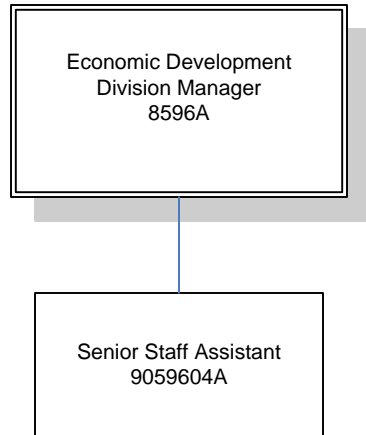 Economic Development
Division Manager
8596A
Senior Staff Assistant
9059604A